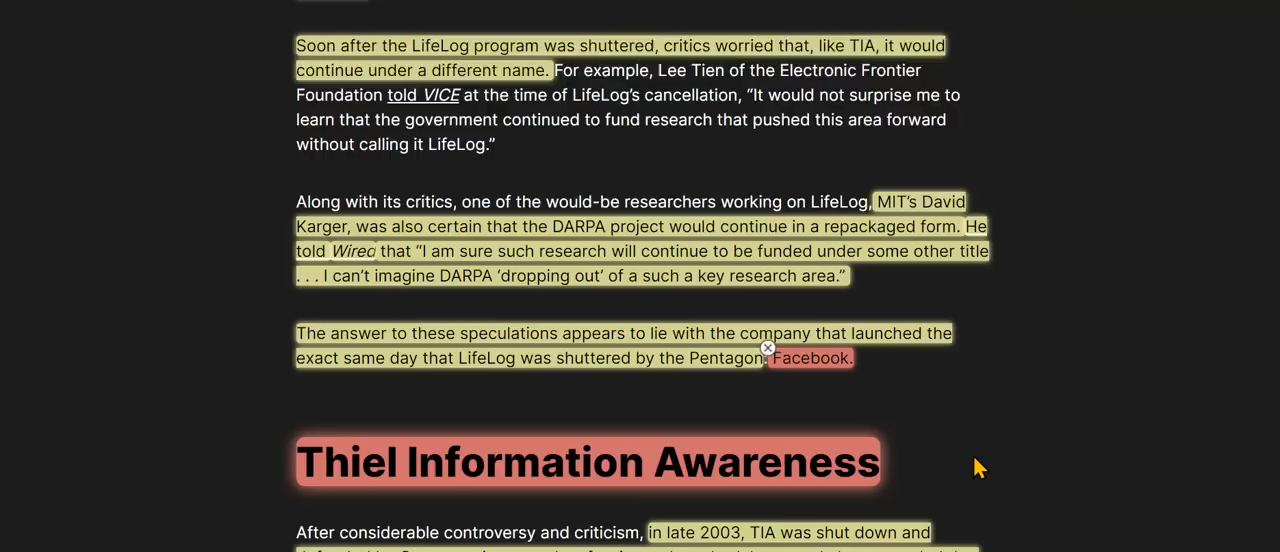 Soon after the LifeLog program was shuttered, critics worried that, like TIA, it would
continue under a different name. For example, Lee Tien of the Electronic Frontier
Foundation told VICE at the time of LifeLog’s cancellation, “It would not surprise me to
learn that the government continued to fund research that pushed this area forward
without calling it LifeLog.”
Along with its critics, one of the would-be researchers working on LifeLog, MIT’s David
Karger, was also certain that the DARPA project would continue in a repackaged form. He
told Wired that “I am sure such research will continue to be funded under some other title
. . . I can’t imagine DARPA ‘dropping out’ of a such a key research area.”
The answer to these speculations appears to lie with the company that launched the
exact same day that LifeLog was shuttered by the Pentagon: Facebook.
Thiel Information Awareness
After considerable controversy and criticism, in late 2003, TIA was shut down and